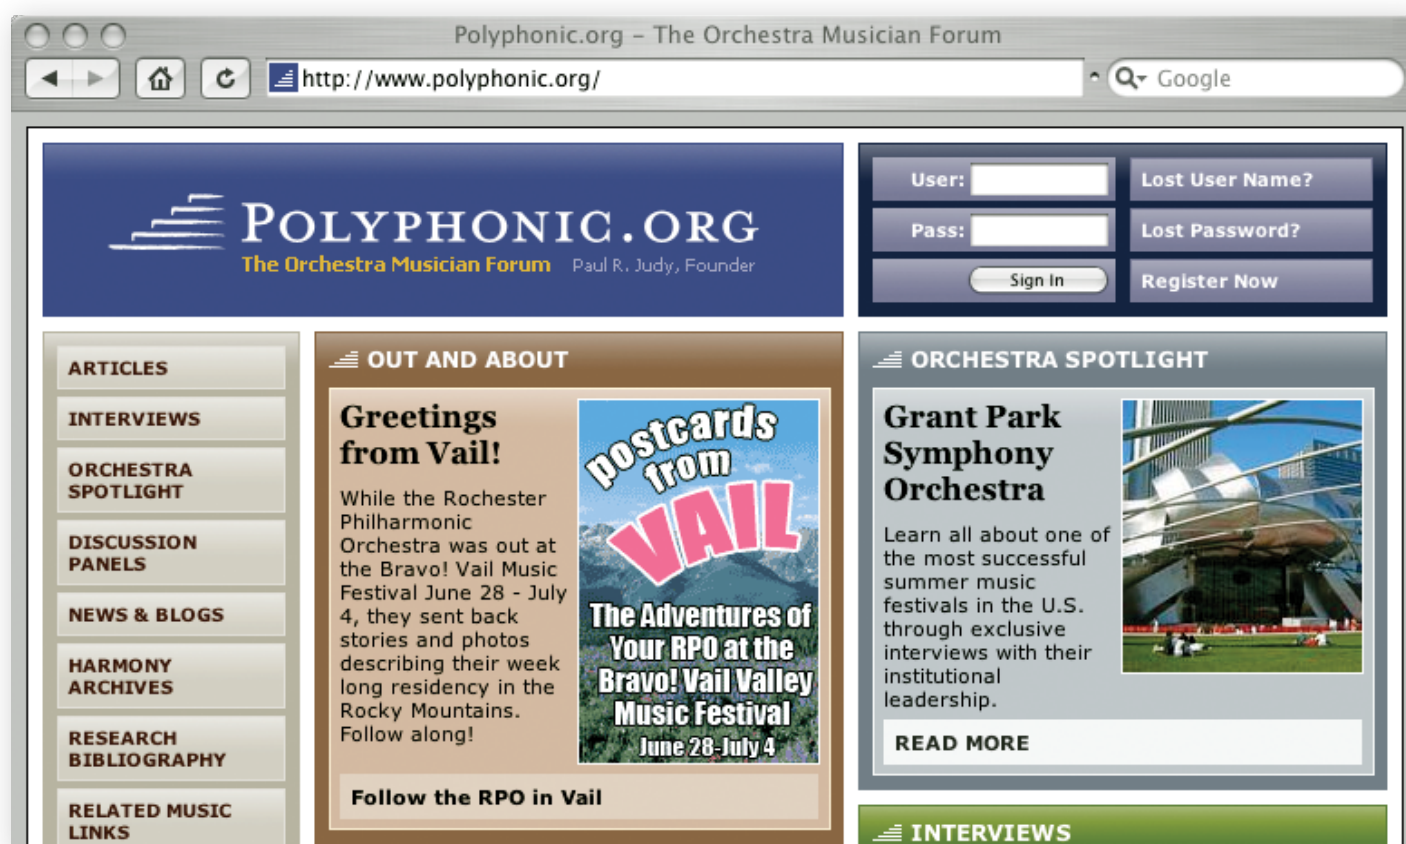 Polyphonic.org – The Orchestra Musician Forum
http://www.polyphonic.org/
Google
POLYPHONIC.ORG
The Orchestra Musician Forum Paul R. Judy, Founder
User:
Lost User Name?
Pass:
Lost Password?
Sign In
Register Now
ARTICLES
INTERVIEWS
ORCHESTRA
SPOTLIGHT
DISCUSSION
PANELS
NEWS & BLOGS
HARMONY
ARCHIVES
RESEARCH
BIBLIOGRAPHY
RELATED MUSIC
LINKS
OUT AND ABOUT
Greetings
from Vail!
While the Rochester
Philharmonic
Orchestra was out at
the Bravo! Vail Music
Festival June 28 - July
4, they sent back
stories and photos
describing their week
long residency in the
Rocky Mountains.
Follow along!
postcards
from
VAIL
The Adventures of
Your RPO at the
Bravo! Vail Valley
Music Festival
June 28-July 4
Follow the RPO in Vail
ORCHESTRA SPOTLIGHT
Grant Park
Symphony
Orchestra
Learn all about one of
the most successful
summer music
festivals in the U.S.
through exclusive
interviews with their
institutional
leadership.
READ MORE
INTERVIEWS